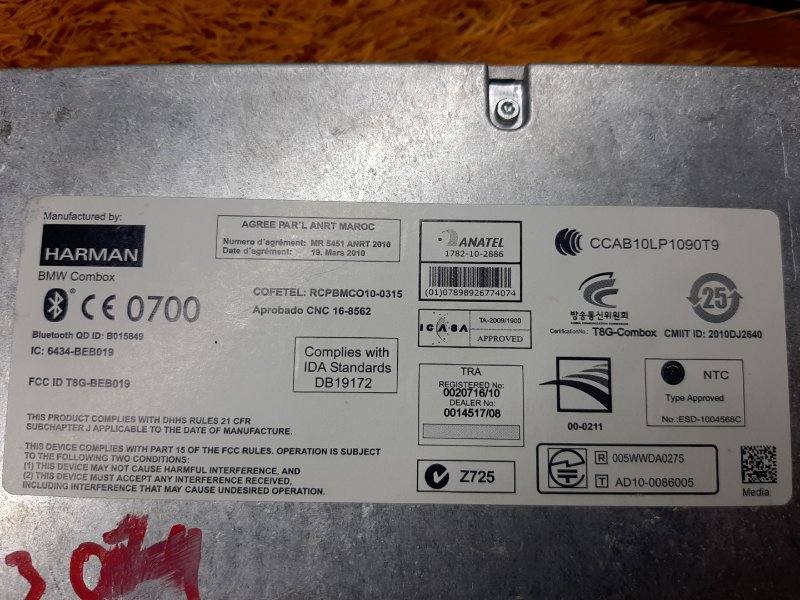 Manufactured by:
HARMAN
BMW Combox
CE 0700
Bluetooth QD ID: B015849
IC: 6434-BEB019
FCC ID T8G-BEB019
THIS PRODUCT COMPLIES WITH DHHS RULES 21 CFR
SUBCHAPTER J APPLICABLE TO THE DATE OF MANUFACTURE.
THIS DEVICE COMPLIES WITH PART 15 OF THE FCC RULES. OPERATION IS SUBJECT
TO THE FOLLOWING TWO CONDITIONS:
(1) THIS DEVICE MAY NOT CAUSE HARMFUL INTERFERENCE, AND
(2) THIS DEVICE MUST ACCEPT ANY INTERFERENCE RECEIVED,
INCLUDING INTERFERENCE THAT MAY CAUSE UNDESIRED OPERATION.
AGREE PAR´L ANRT MAROC
Numero d´agrément: MR 5451 ANRT 2010
Date d´agrément: 19. Mars 2010
COFETEL: RCPBMCO10-0315
Aprobado CNC 16-8562
Complies with
IDA Standards
DB19172
ANATEL
1782-10-2886
(01)07898926774074
ICASA
TA-2009/1900
APPROVED
TRA
REGISTERED No:
0020716/10
DEALER No:
0014517/08
Z725
CCAB10LP1090T9
방송통신위원회
KOREA COMMUNICATIONS COMMISSION
25
CertificationNo.: T8G-Combox
CMIIT ID: 2010DJ2640
00-0211
NTC
Type Approved
No.:ESD-1004568C
R 005WWDA0275
T AD10-0086005
Media